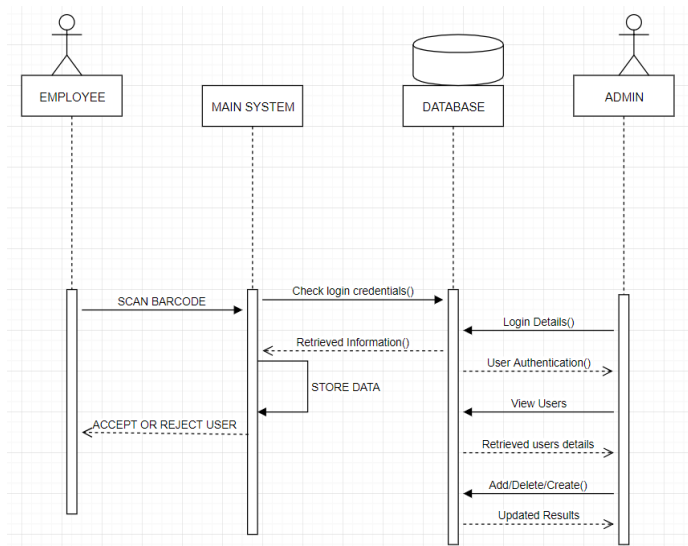 EMPLOYEE
MAIN SYSTEM
DATABASE
ADMIN
SCAN BARCODE
Check login credentials()
Login Details()
Retrieved Information()
User Authentication()
STORE DATA
View Users
ACCEPT OR REJECT USER
Retrieved users details
Add/Delete/Create()
Updated Results